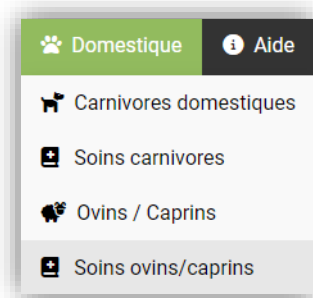 Domestique Aide
Carnivores domestiques
Soins carnivores
Ovins / Caprins
Soins ovins/caprins